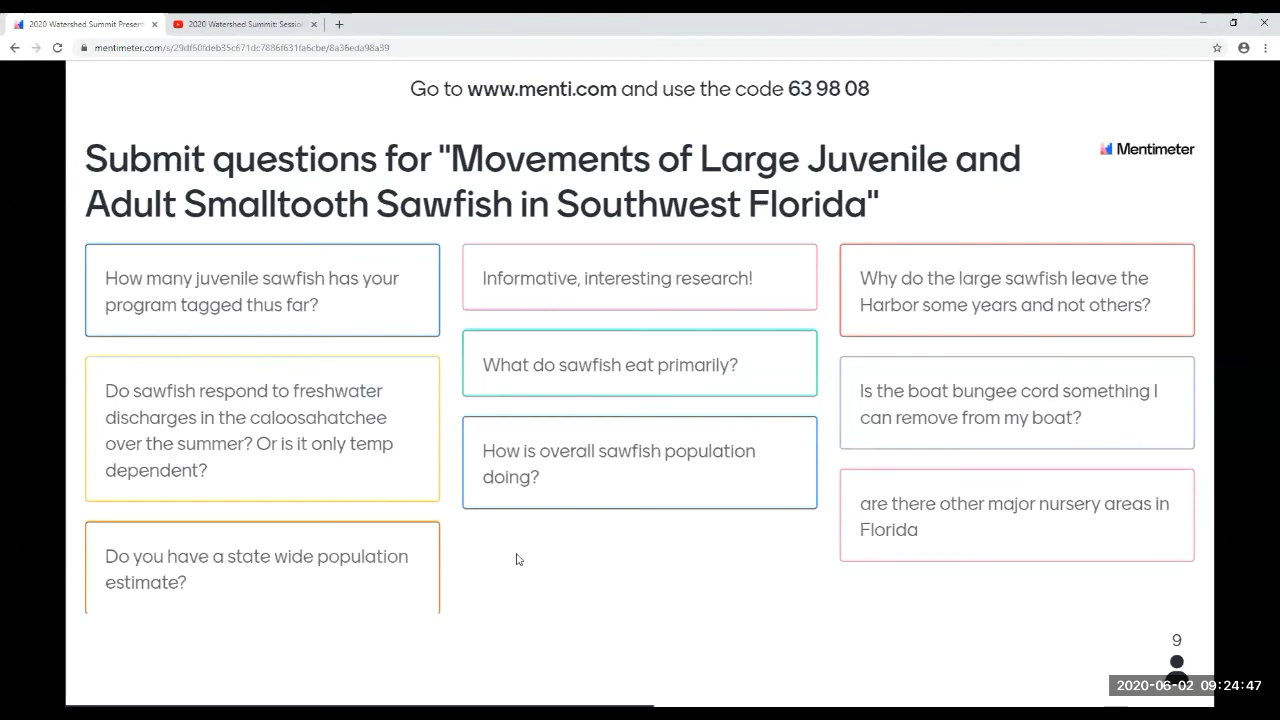 2020 Watershed Summit Present
2020 Watershed Summit: Sessio
mentimeter.com/s/29df60fdeb35c671dc7886f631fa6cbe/8a36eda98a39
Go to www.menti.com and use the code 63 98 08
Submit questions for "Movements of Large Juvenile and
Adult Smalltooth Sawfish in Southwest Florida"
Mentimeter
How many juvenile sawfish has your
program tagged thus far?
Do sawfish respond to freshwater
discharges in the caloosahatchee
over the summer? Or is it only temp
dependent?
Do you have a state wide population
estimate?
Informative, interesting research!
What do sawfish eat primarily?
How is overall sawfish population
doing?
Why do the large sawfish leave the
Harbor some years and not others?
Is the boat bungee cord something I
can remove from my boat?
are there other major nursery areas in
Florida
9
2020-06-02 09:24:47